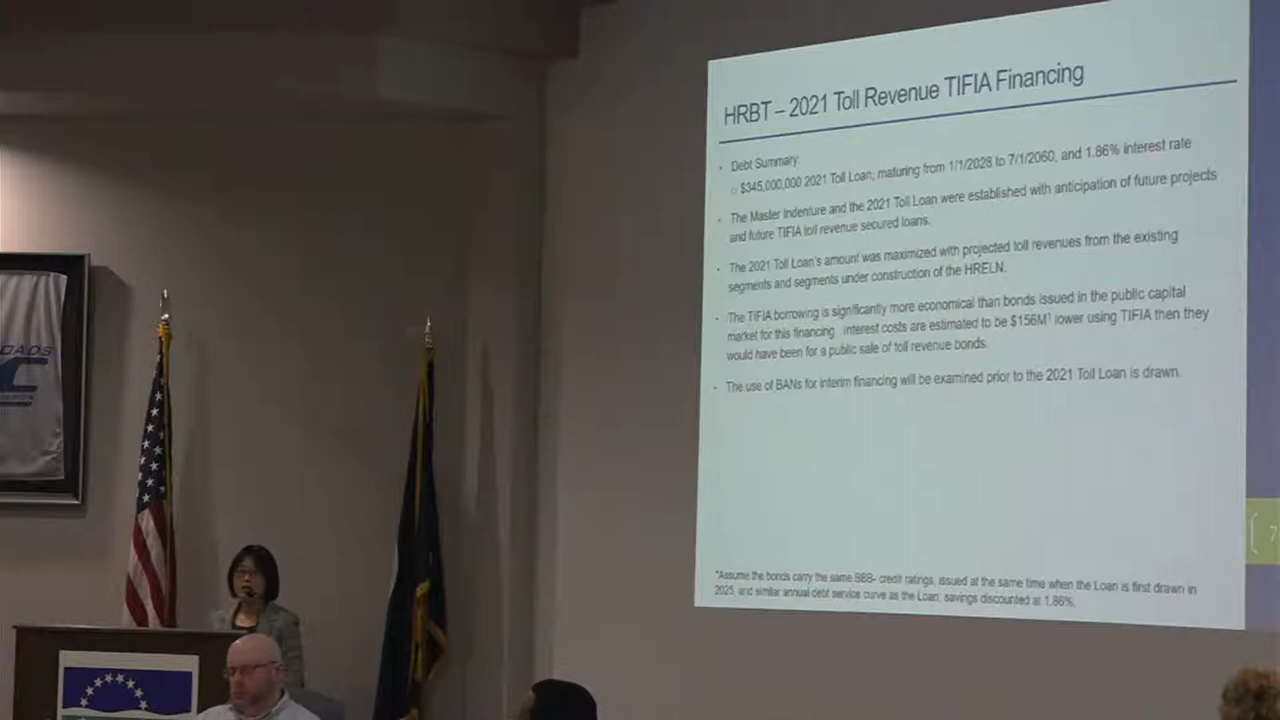 HRBT – 2021 Toll Revenue TIFIA Financing
Debt Summary:
$345,000,000 2021 Toll Loan, maturing from 1/1/2028 to 7/1/2060, and 1.86% interest rate
The Master Indenture and the 2021 Toll Loan were established with anticipation of future projects
and future TIFIA toll revenue secured loans.
The 2021 Toll Loan's amount was maximized with projected toll revenues from the existing
segments and segments under construction of the HRELN.
The TIFIA borrowing is significantly more economical than bonds issued in the public capital
market for this financing interest costs are estimated to be $156M¹ lower using TIFIA then they
would have been for a public sale of toll revenue bonds.
The use of BANs for interim financing will be examined prior to the 2021 Toll Loan is drawn.
*Assume the bonds carry the same BBB- credit ratings, issued at the same time when the Loan is first drawn in
2025, and similar annual debt service curve as the Loan; savings discounted at 1.86%.
7
OADS
C